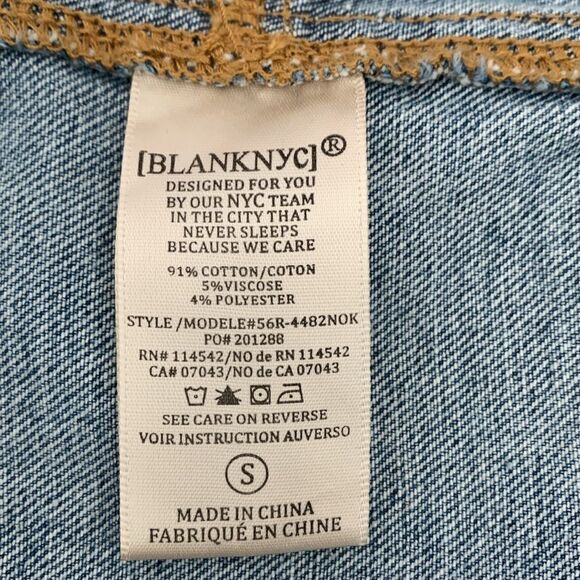 [BLANKNYC]®
DESIGNED FOR YOU
BY OUR NYC TEAM
IN THE CITY THAT
NEVER SLEEPS
BECAUSE WE CARE
91% COTTON/COTON
5%VISCOSE
4% POLYESTER
STYLE /MODELE#56R-4482NOK
PO# 201288
RN# 114542/NO de RN 114542
CA# 07043/NO de CA 07043
SEE CARE ON REVERSE
VOIR INSTRUCTION AUVERSO
S
MADE IN CHINA
FABRIQUÉ EN CHINE